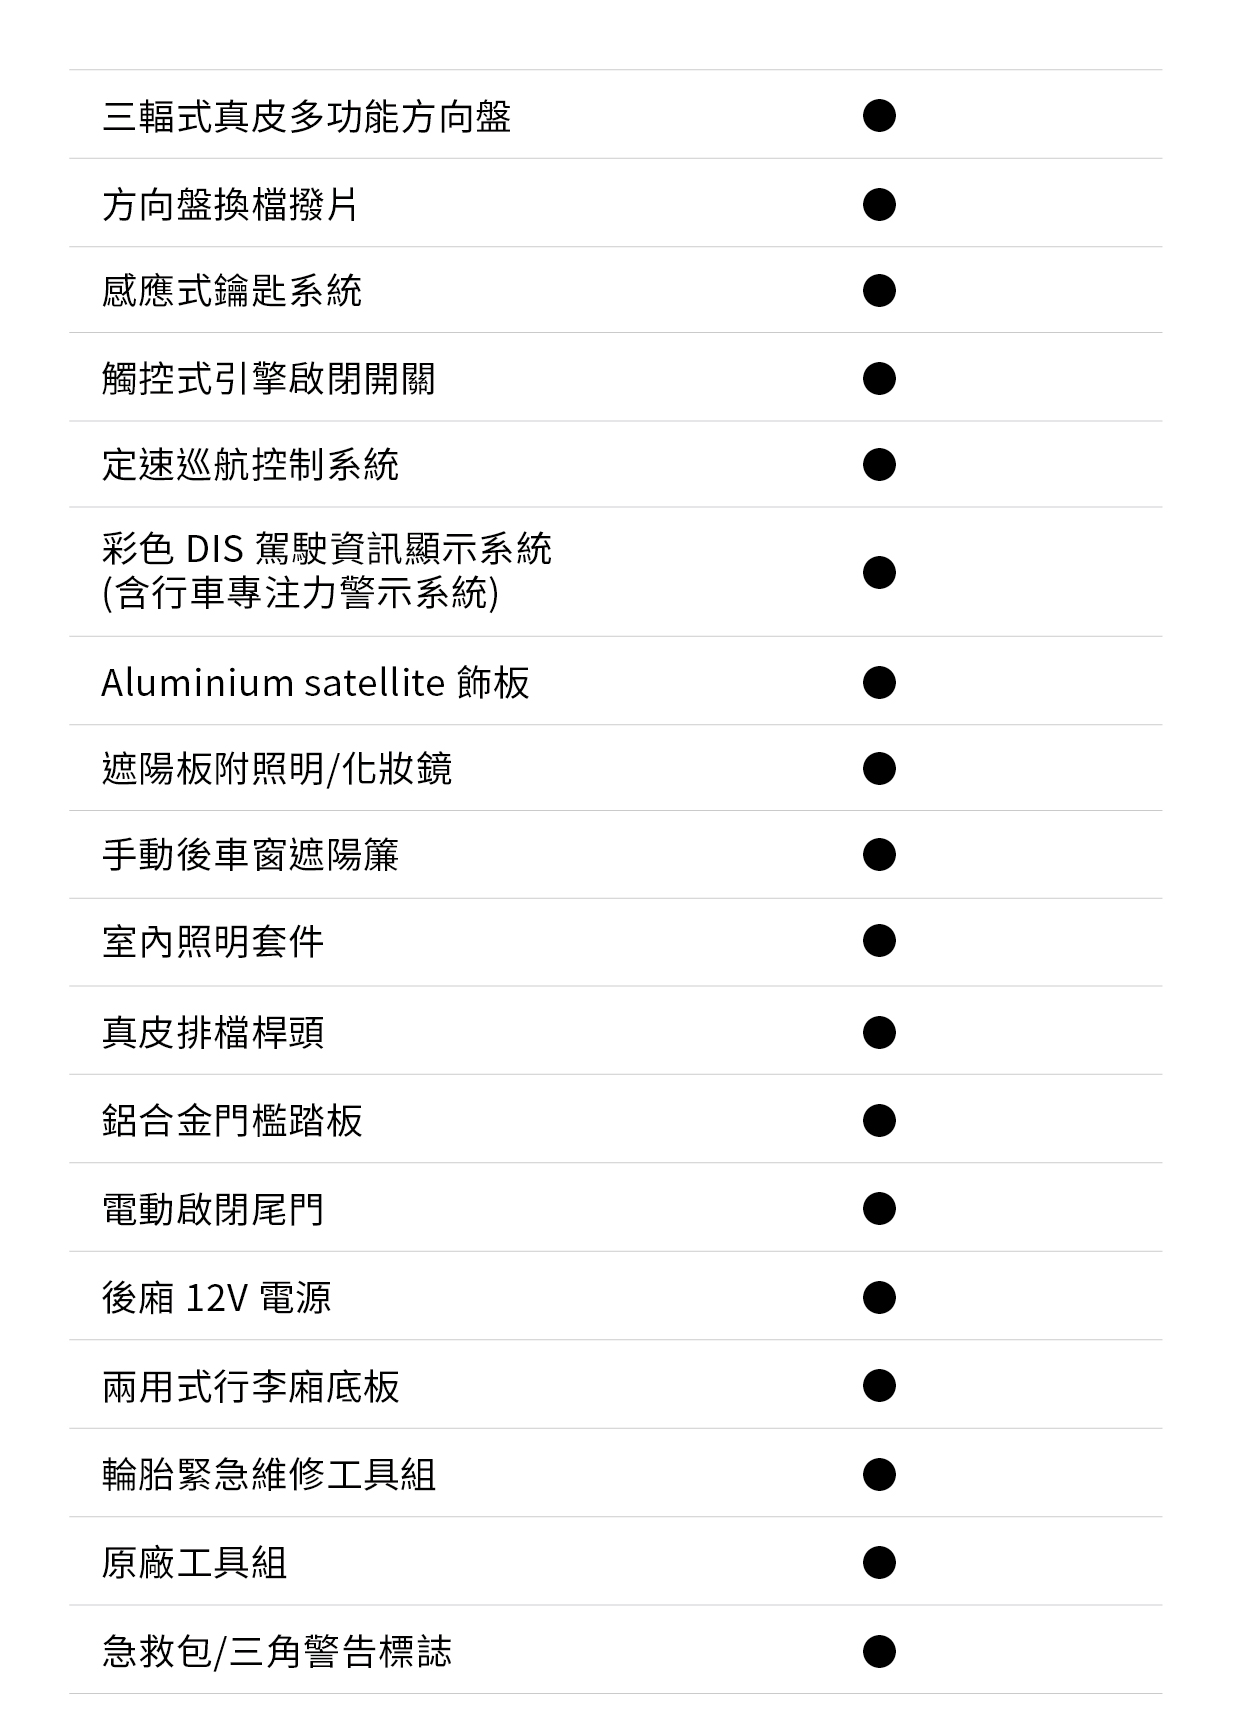 三輻式真皮多功能方向盤 ●
方向盤換檔撥片 ●
感應式鑰匙系統 ●
觸控式引擎啟閉開關 ●
定速巡航控制系統 ●
彩色 DIS 駕駛資訊顯示系統
(含行車專注力警示系統) ●
Aluminium satellite 飾板 ●
遮陽板附照明/化妝鏡 ●
手動後車窗遮陽簾 ●
室內照明套件 ●
真皮排檔桿頭 ●
鋁合金門檻踏板 ●
電動啟閉尾門 ●
後廂 12V 電源 ●
兩用式行李廂底板 ●
輪胎緊急維修工具組 ●
原廠工具組 ●
急救包/三角警告標誌 ●